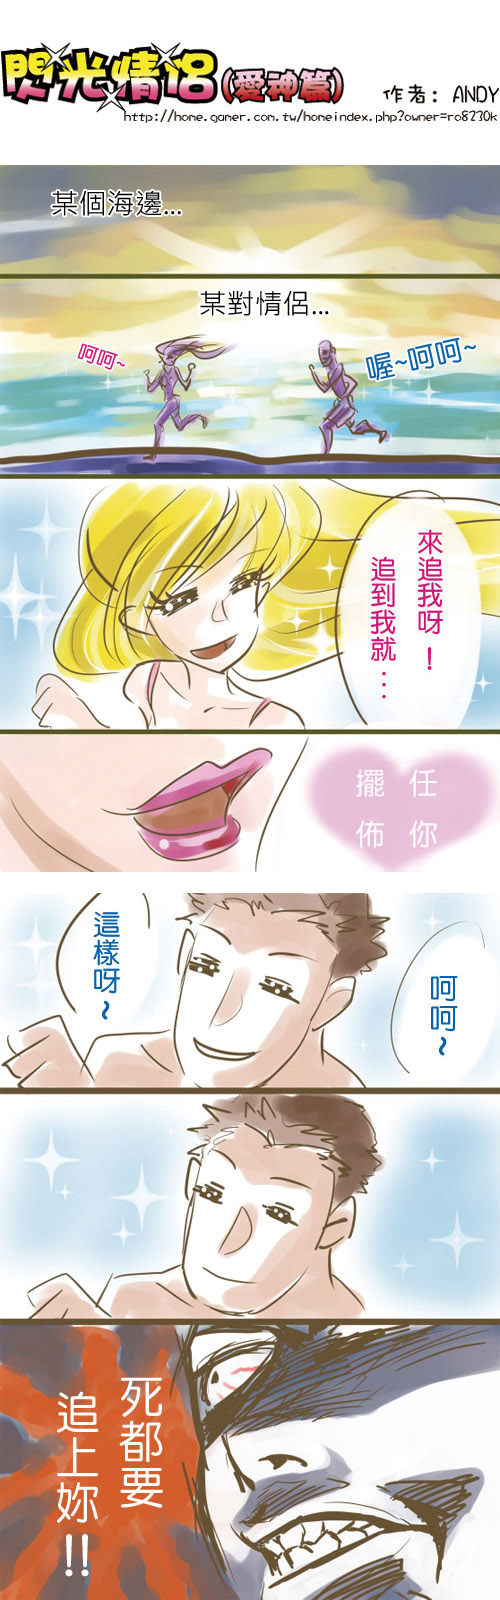 閃光情侶(愛神篇)
作者: ANDY
http://home.gamer.com.tw/homeindex.php?owner=ro8230k
某個海邊...
某對情侶...
呵呵~
喔~呵呵~
來追我呀！
追到我就...
任你
擺佈
呵呵~
這樣呀~
死都要
追上妳!!